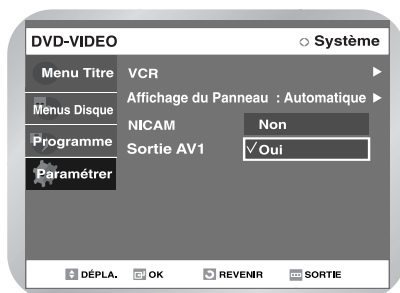 DVD-VIDEO
Système
Menu Titre
VCR
Menus Disque
Affichage du Panneau : Automatique
Programme
NICAM
Non
Paramétrer
Sortie AV1
✓Oui
DÉPLA.
OK
REVENIR
SORTIE